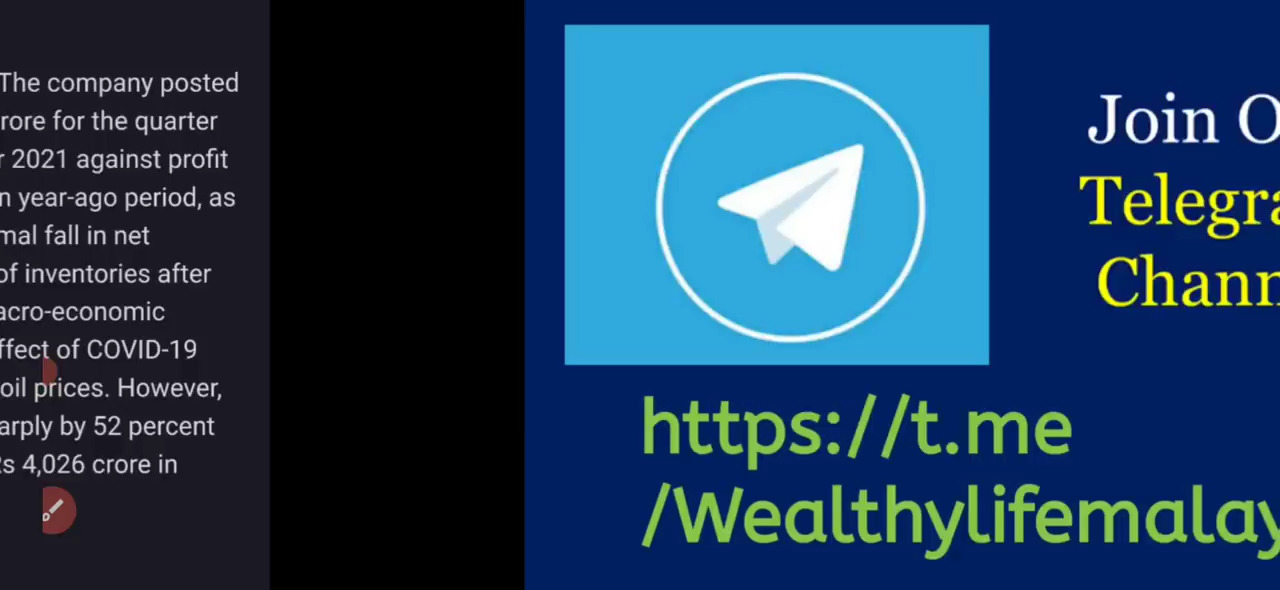 The company posted
rore for the quarter
r 2021 against profit
n year-ago period, as
mal fall in net
of inventories after
acro-economic
ffect of COVID-19
oil prices. However,
arply by 52 percent
Rs 4,026 crore in
Join O
Telegra
Chann
https://t.me
/Wealthylifemalay